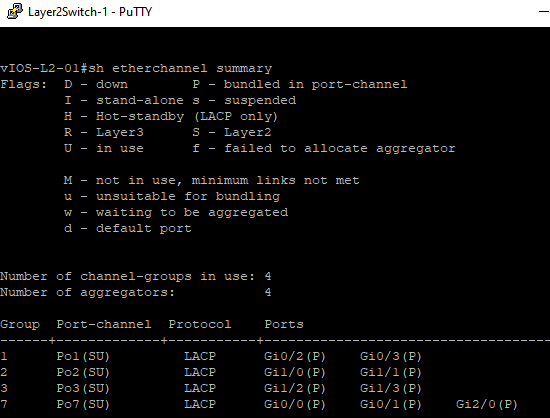 Layer2Switch-1 - PuTTY
vIOS-L2-01#sh etherchannel summary
Flags:  D - down        P - bundled in port-channel
        I - stand-alone s - suspended
        H - Hot-standby (LACP only)
        R - Layer3      S - Layer2
        U - in use      f - failed to allocate aggregator
        M - not in use, minimum links not met
        u - unsuitable for bundling
        w - waiting to be aggregated
        d - default port
Number of channel-groups in use: 4
Number of aggregators:           4
Group  Port-channel  Protocol    Ports
------+-------------+-----------+-----------------------------------
1      Po1(SU)         LACP      Gi0/2(P)    Gi0/3(P)
2      Po2(SU)         LACP      Gi1/0(P)    Gi1/1(P)
3      Po3(SU)         LACP      Gi1/2(P)    Gi1/3(P)
7      Po7(SU)         LACP      Gi0/0(P)    Gi0/1(P)    Gi2/0(P)